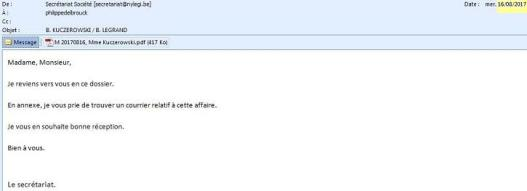 De : Secrétariat Société [secretariat@nylegi.be] Date : mer. 16/08/2017
À : philippedelbrouck
Cc :
Objet : B. KUCZEROWSKI / B. LEGRAND
Message M 20170816, Mme Kuczerowski.pdf (417 Ko)
Madame, Monsieur,
Je reviens vers vous en ce dossier.
En annexe, je vous prie de trouver un courrier relatif à cette affaire.
Je vous en souhaite bonne réception.
Bien à vous.
Le secrétariat.